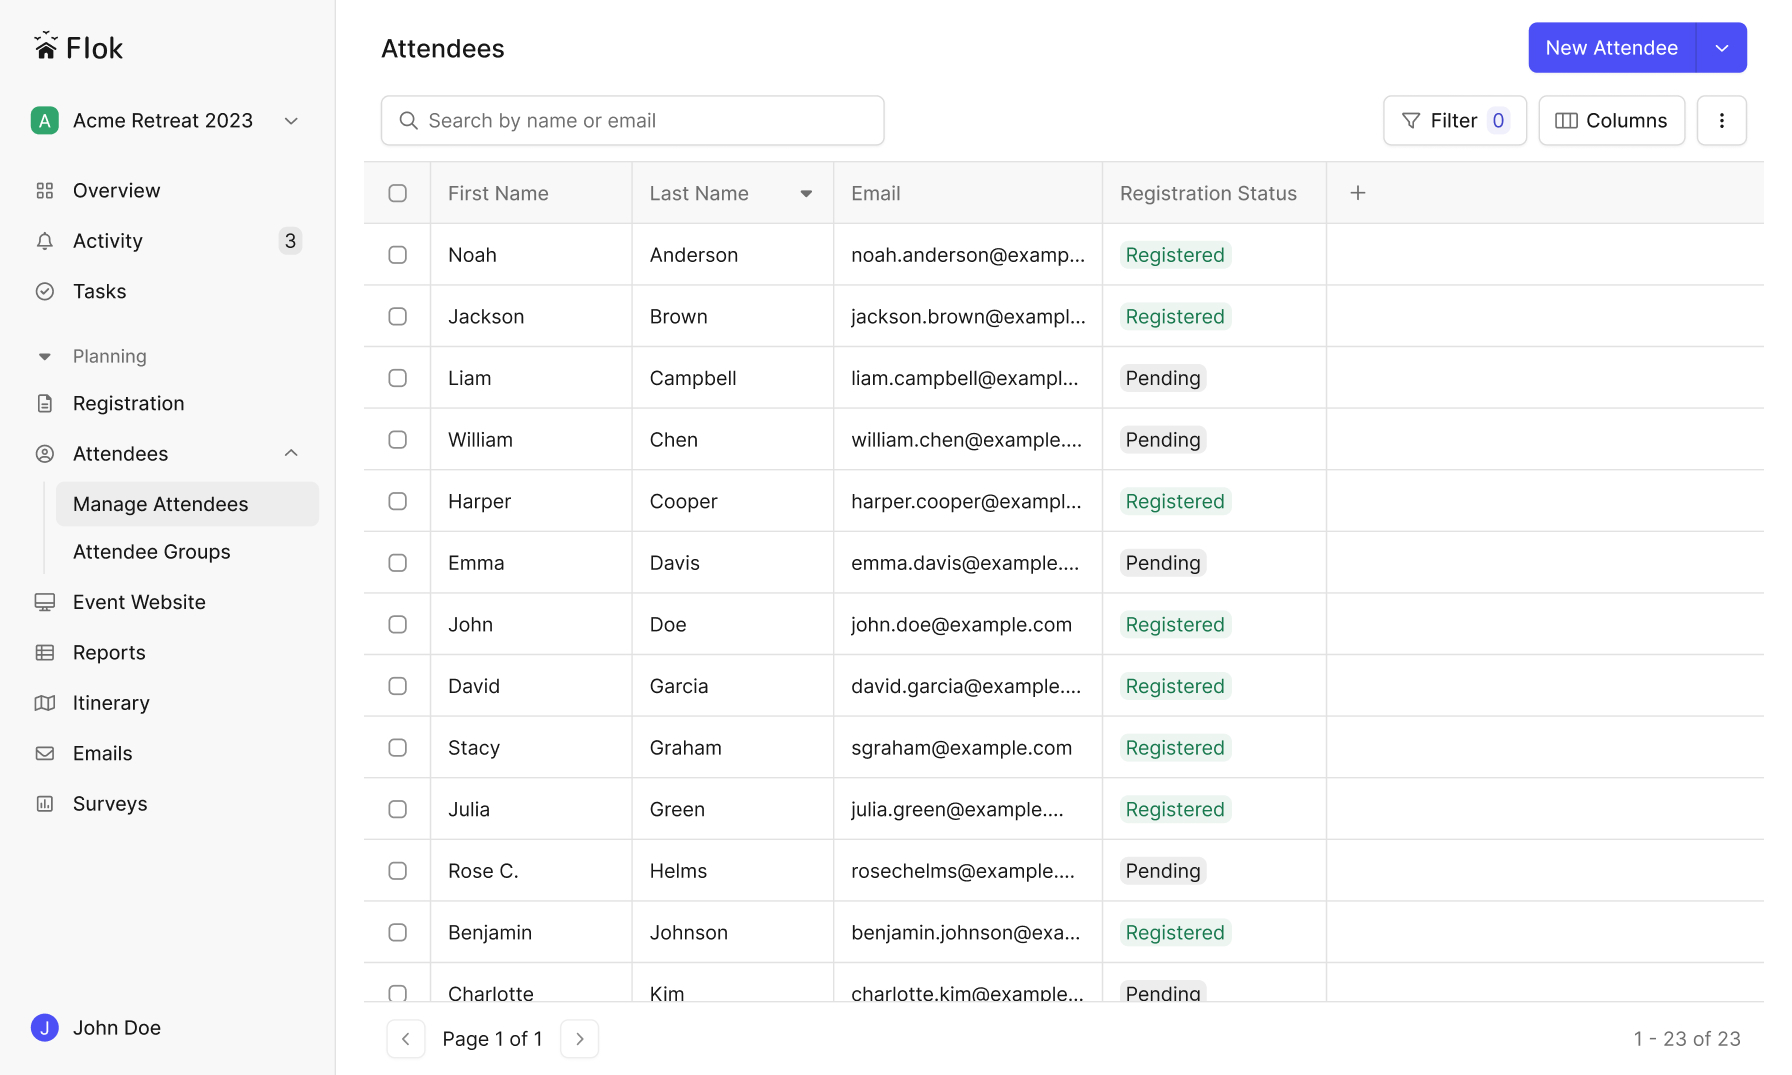 Flok
A Acme Retreat 2023
Overview
Activity 3
Tasks
Planning
Registration
Attendees
Manage Attendees
Attendee Groups
Event Website
Reports
Itinerary
Emails
Surveys
J John Doe
Attendees
New Attendee
Search by name or email
Filter 0
Columns
First Name Last Name Email Registration Status
Noah Anderson noah.anderson@examp... Registered
Jackson Brown jackson.brown@exampl... Registered
Liam Campbell liam.campbell@exampl... Pending
William Chen william.chen@example.... Pending
Harper Cooper harper.cooper@exampl... Registered
Emma Davis emma.davis@example.... Pending
John Doe john.doe@example.com Registered
David Garcia david.garcia@example.... Registered
Stacy Graham sgraham@example.com Registered
Julia Green julia.green@example.... Registered
Rose C. Helms rosechelms@example.... Pending
Benjamin Johnson benjamin.johnson@exa... Registered
Charlotte Kim charlotte.kim@example... Pending
Page 1 of 1
1 - 23 of 23